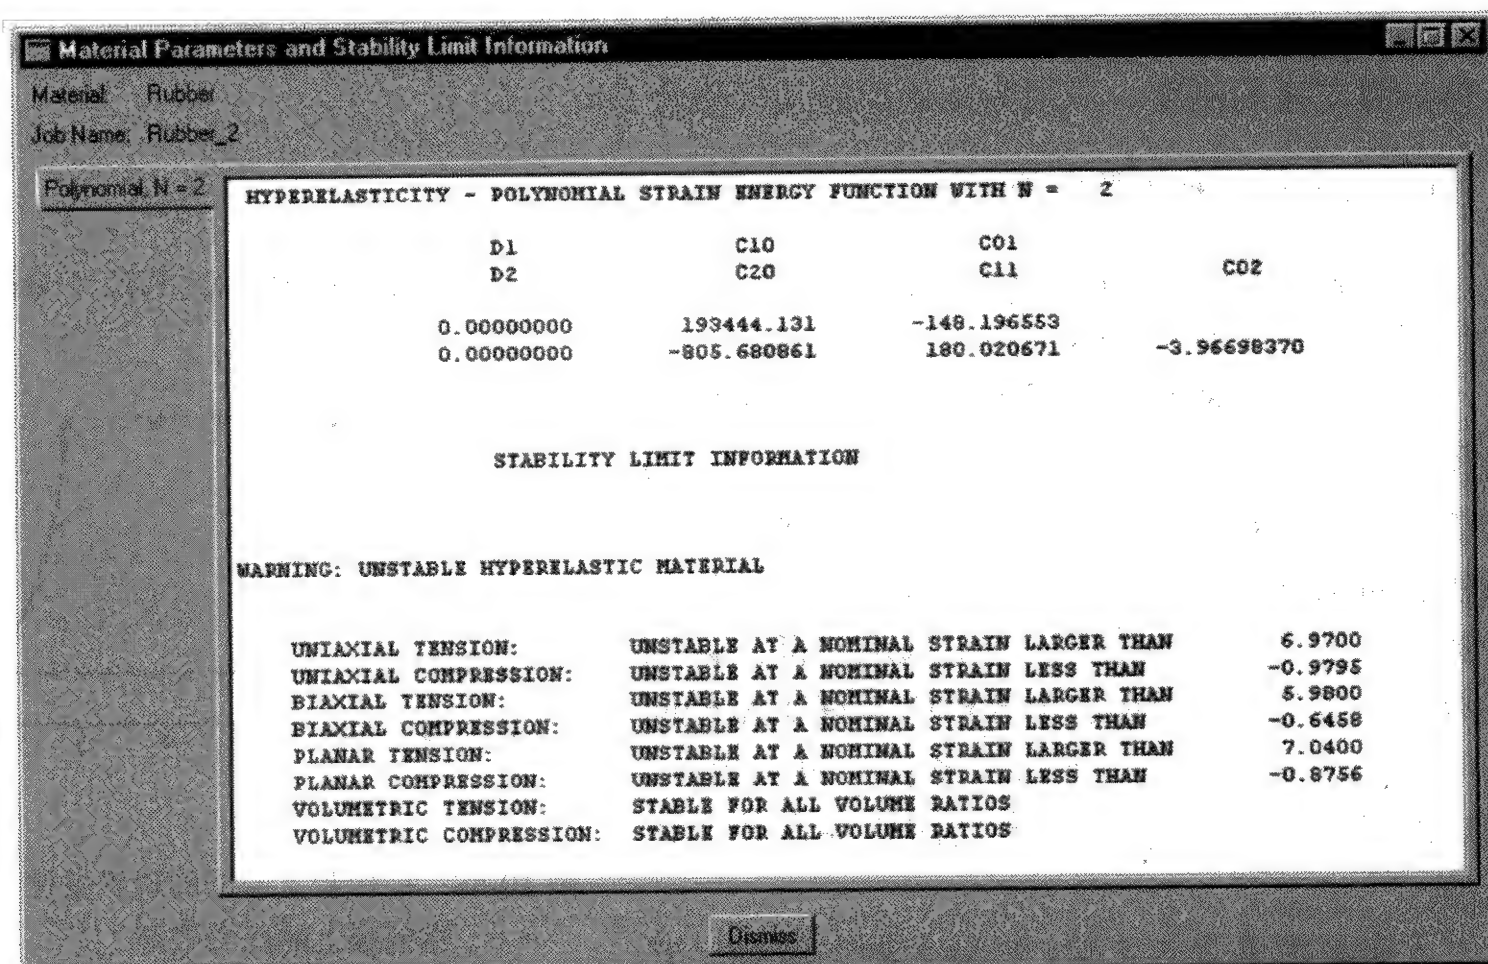 Material Parameters and Stability Limit Information
Material: Rubber
Job Name: Rubber_2
Polynomial, N = 2
HYPERELASTICITY - POLYNOMIAL STRAIN ENERGY FUNCTION WITH N = 2
D1 C10 C01
D2 C20 C11 C02
0.00000000 193444.131 -148.196553
0.00000000 -805.680861 180.020671 -3.96698370
STABILITY LIMIT INFORMATION
WARNING: UNSTABLE HYPERELASTIC MATERIAL
UNIAXIAL TENSION: UNSTABLE AT A NOMINAL STRAIN LARGER THAN 6.9700
UNIAXIAL COMPRESSION: UNSTABLE AT A NOMINAL STRAIN LESS THAN -0.9795
BIAXIAL TENSION: UNSTABLE AT A NOMINAL STRAIN LARGER THAN 5.9800
BIAXIAL COMPRESSION: UNSTABLE AT A NOMINAL STRAIN LESS THAN -0.6458
PLANAR TENSION: UNSTABLE AT A NOMINAL STRAIN LARGER THAN 7.0400
PLANAR COMPRESSION: UNSTABLE AT A NOMINAL STRAIN LESS THAN -0.8756
VOLUMETRIC TENSION: STABLE FOR ALL VOLUME RATIOS
VOLUMETRIC COMPRESSION: STABLE FOR ALL VOLUME RATIOS
Dismiss